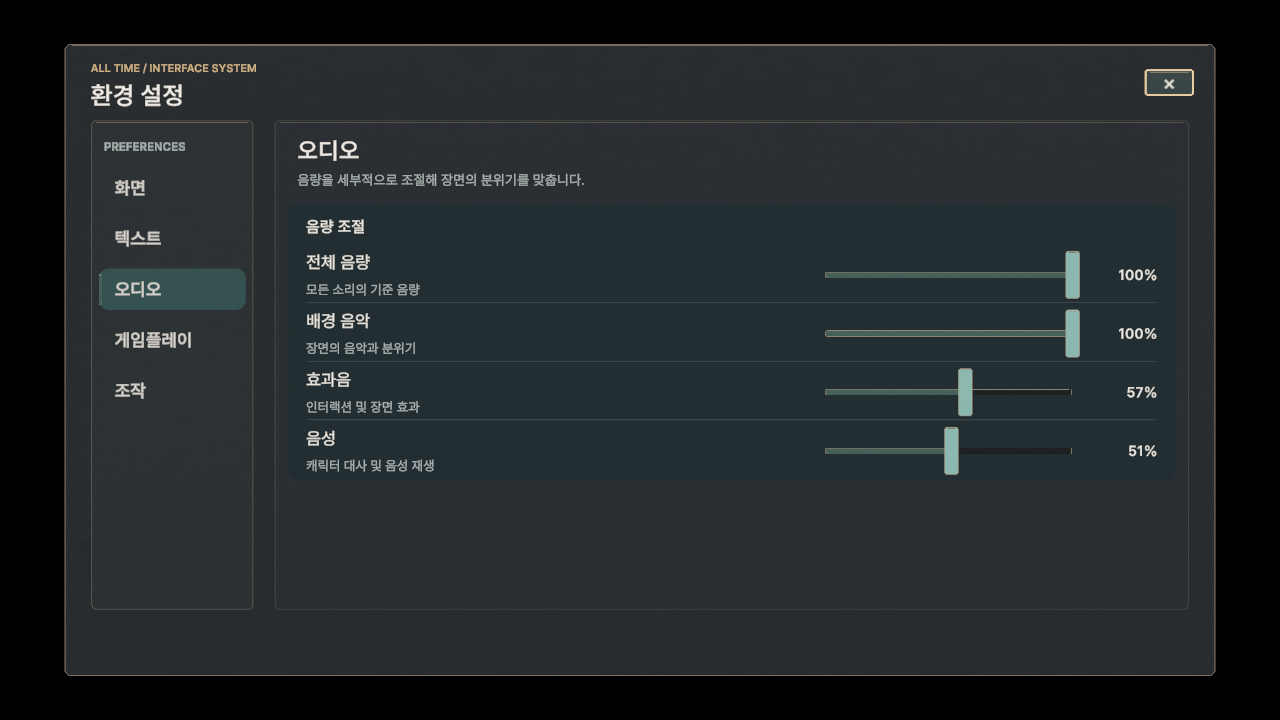 ALL TIME / INTERFACE SYSTEM
환경 설정
×
PREFERENCES
화면
텍스트
오디오
게임플레이
조작
오디오
음량을 세부적으로 조절해 장면의 분위기를 맞춥니다.
음량 조절
전체 음량
모든 소리의 기준 음량
100%
배경 음악
장면의 음악과 분위기
100%
효과음
인터랙션 및 장면 효과
57%
음성
캐릭터 대사 및 음성 재생
51%